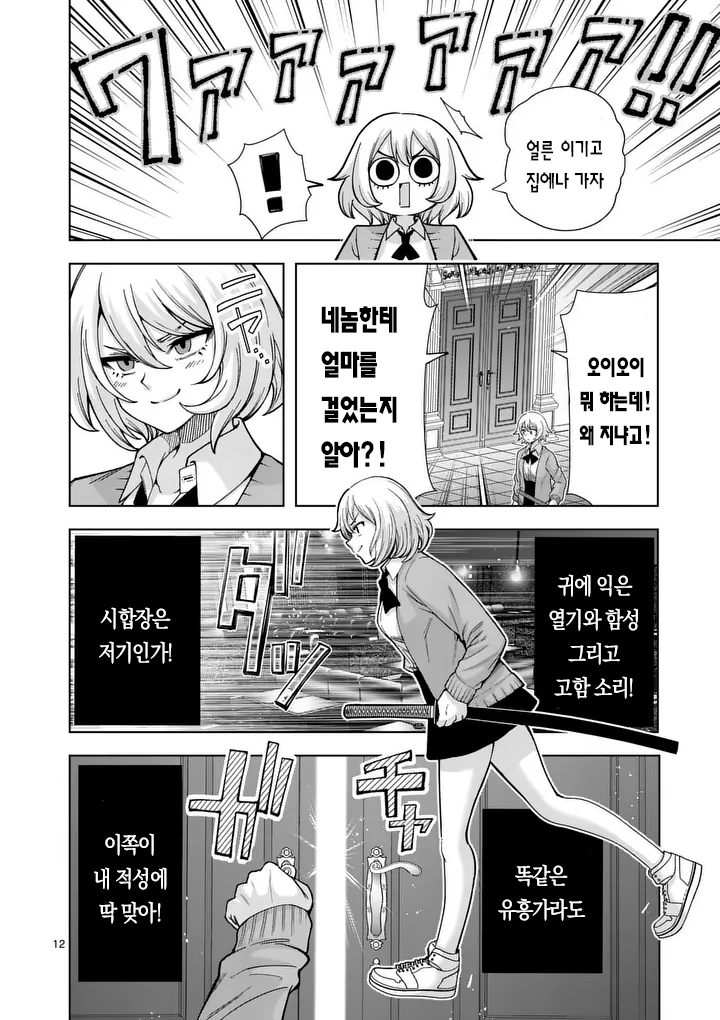 ワァァァァァァ!!
얼른 이기고
집에나 가자
!
오이오이
뭐 하는데!
왜 지냐고!
네놈한테
얼마를
걸었는지
알아?!
ニヤ
귀에 익은
열기와 함성
그리고
고함 소리!
시합장은
저기인가!
똑같은
유흥가라도
ガチャ
이쪽이
내 적성에
딱 맞아!
12